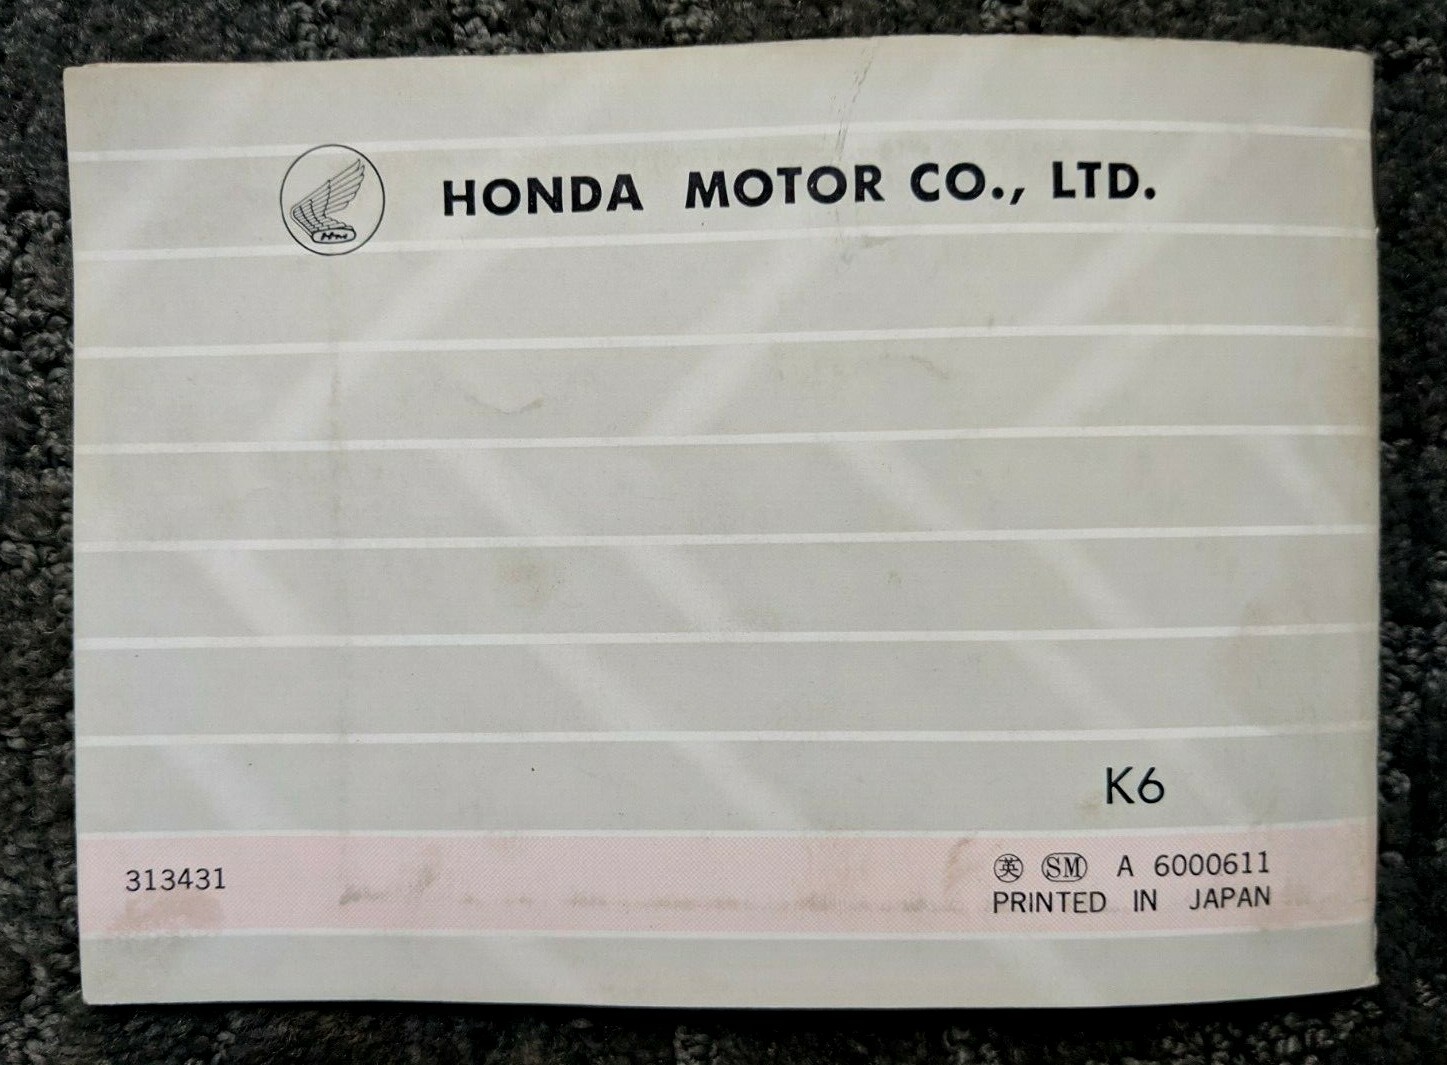 HONDA MOTOR CO., LTD.
K6
313431
英 SM A 6000611
PRINTED IN JAPAN